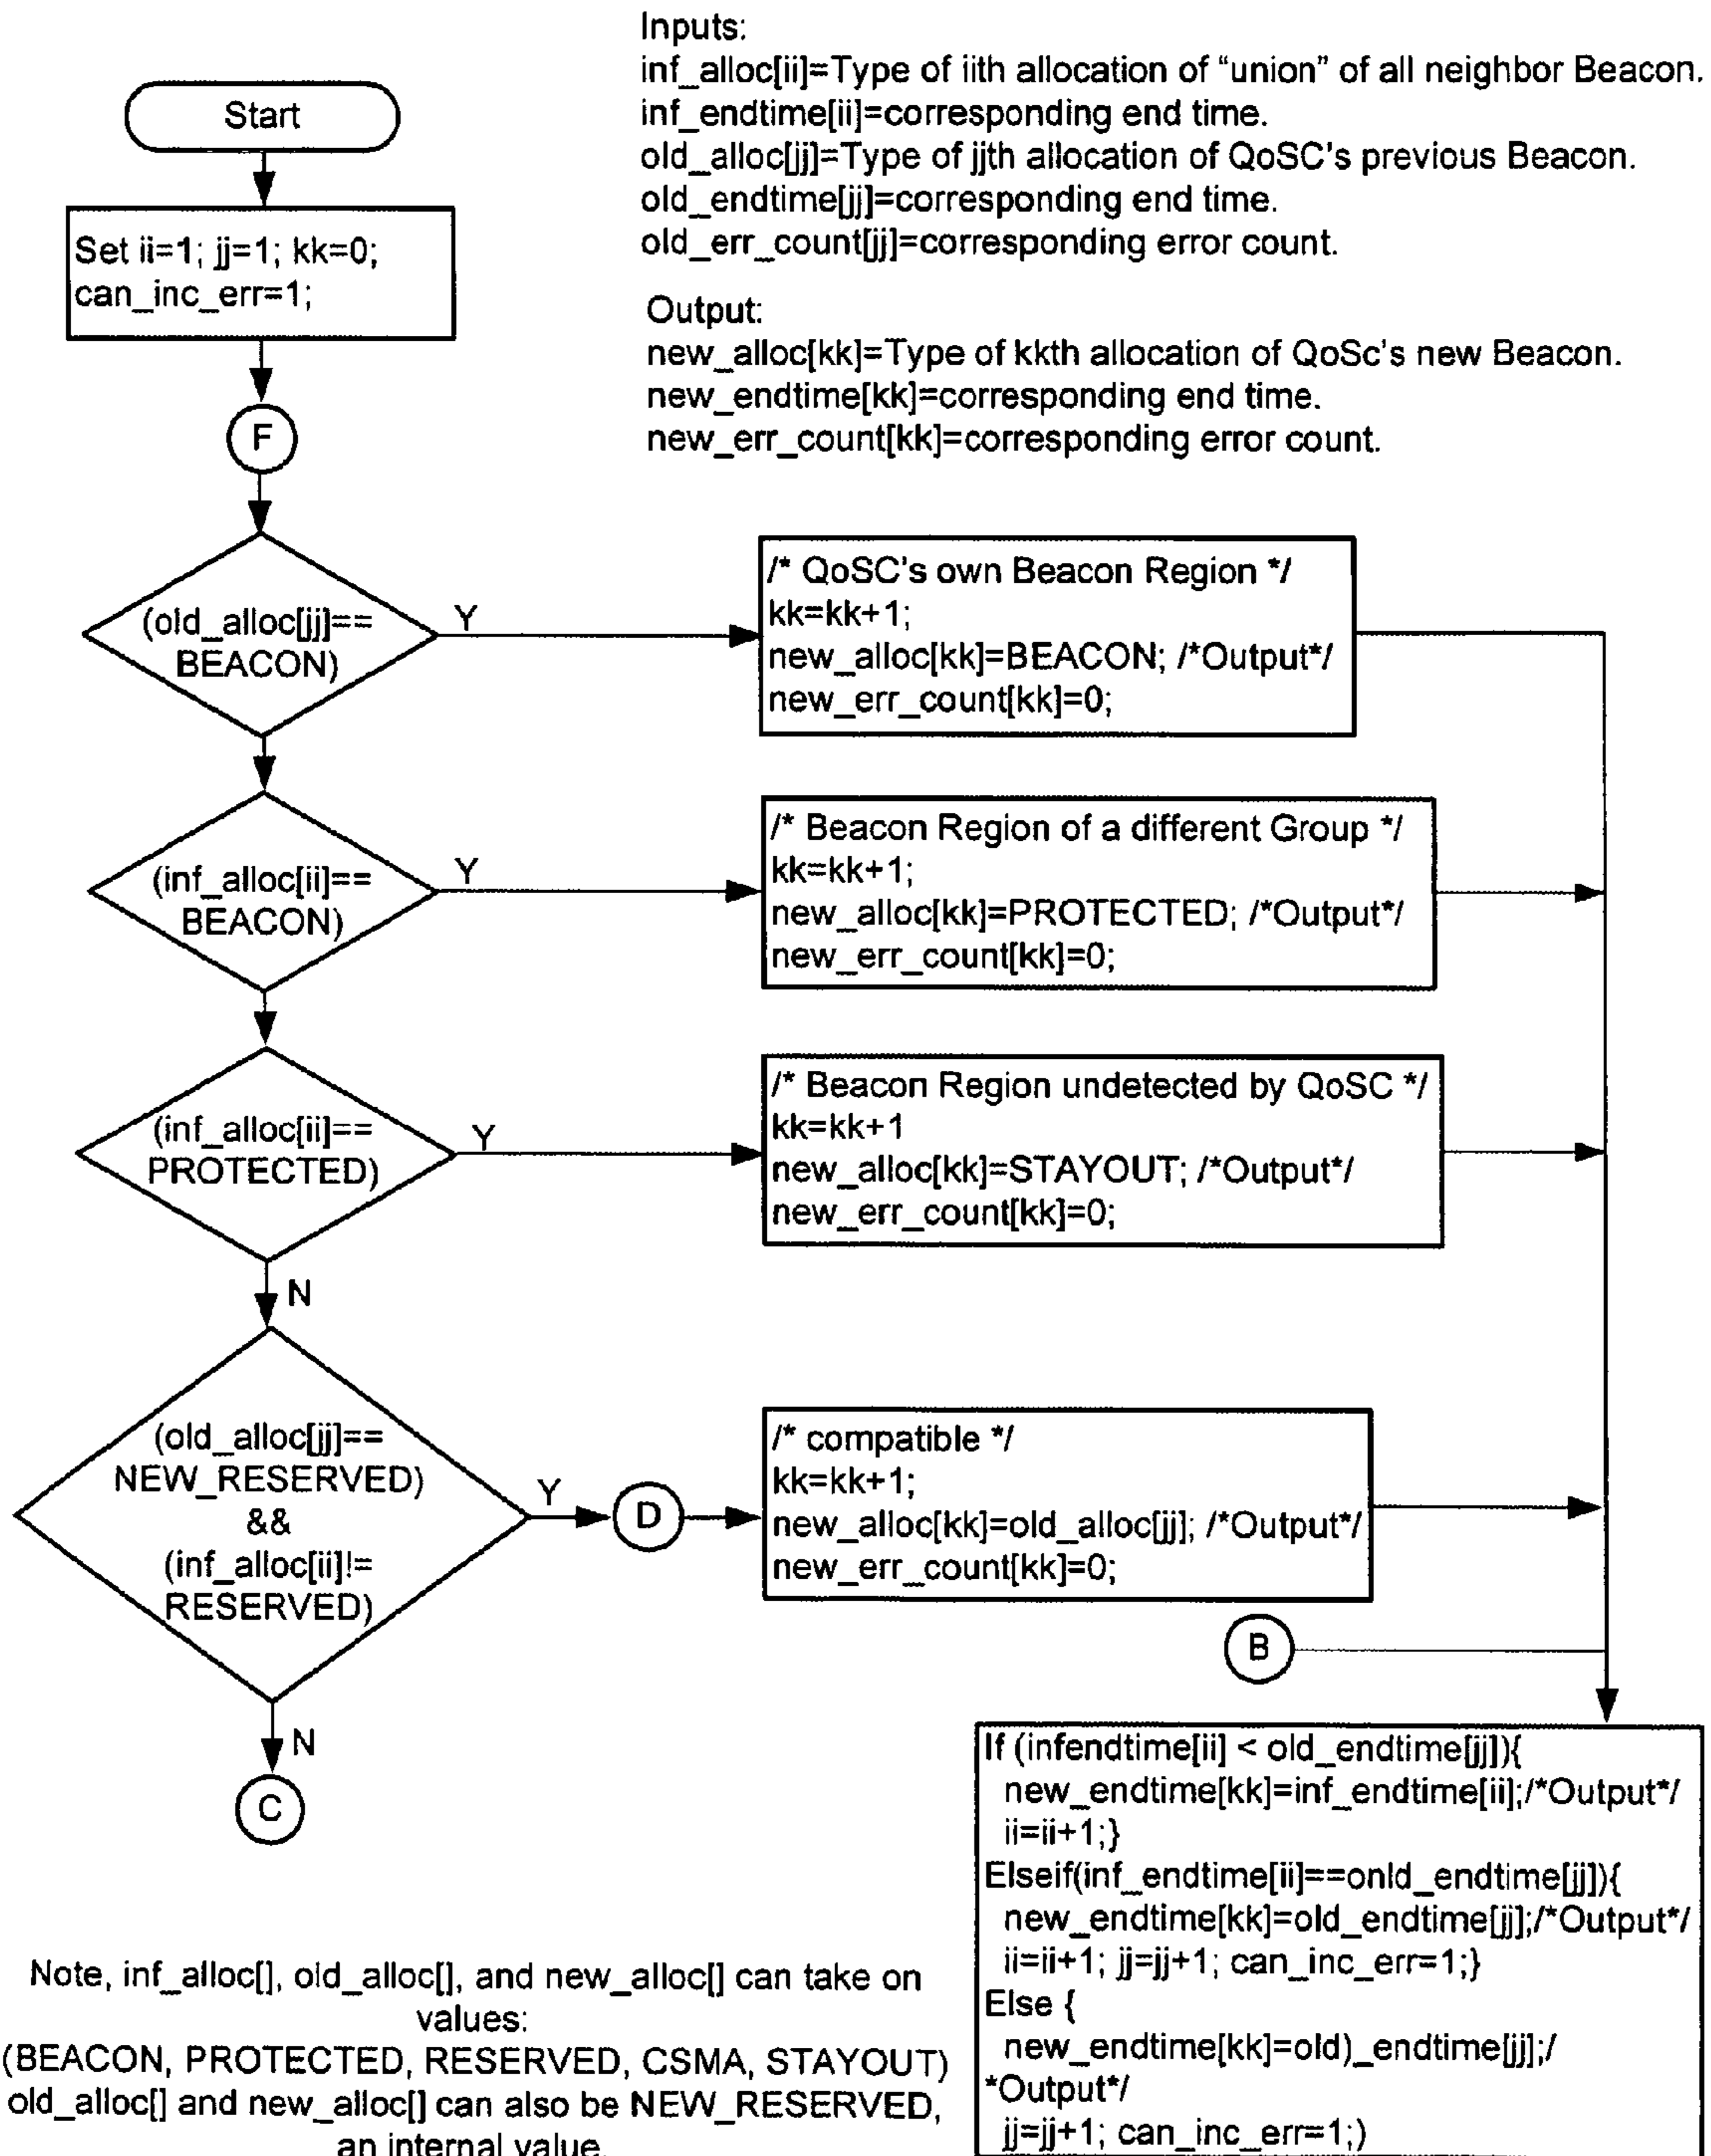 Inputs:
inf_alloc[ii]=Type of iith allocation of “union” of all neighbor Beacon.
inf_endtime[ii]=corresponding end time.
old_alloc[jj]=Type of jjth allocation of QoSC's previous Beacon.
old_endtime[jj]=corresponding end time.
old_err_count[jj]=corresponding error count.
Output:
new_alloc[kk]=Type of kkth allocation of QoSc's new Beacon.
new_endtime[kk]=corresponding end time.
new_err_count[kk]=corresponding error count.
Start
Set ii=1; jj=1; kk=0;
can_inc_err=1;
F
(old_alloc[jj]==
BEACON)
Y
/* QoSC's own Beacon Region */
kk=kk+1;
new_alloc[kk]=BEACON; /*Output*/
new_err_count[kk]=0;
(inf_alloc[ii]==
BEACON)
Y
/* Beacon Region of a different Group */
kk=kk+1;
new_alloc[kk]=PROTECTED; /*Output*/
new_err_count[kk]=0;
(inf_alloc[ii]==
PROTECTED)
Y
/* Beacon Region undetected by QoSC */
kk=kk+1
new_alloc[kk]=STAYOUT; /*Output*/
new_err_count[kk]=0;
N
(old_alloc[jj]==
NEW_RESERVED)
&&
(inf_alloc[ii]!=
RESERVED)
Y
D
/* compatible */
kk=kk+1;
new_alloc[kk]=old_alloc[jj]; /*Output*/
new_err_count[kk]=0;
B
N
C
If (infendtime[ii] < old_endtime[jj]){
new_endtime[kk]=inf_endtime[ii];/*Output*/
ii=ii+1;}
Elseif(inf_endtime[ii]==onld_endtime[jj]){
new_endtime[kk]=old_endtime[jj];/*Output*/
ii=ii+1; jj=jj+1; can_inc_err=1;}
Else {
new_endtime[kk]=old)_endtime[jj];/
*Output*/
jj=jj+1; can_inc_err=1;)
Note, inf_alloc[], old_alloc[], and new_alloc[] can take on
values:
(BEACON, PROTECTED, RESERVED, CSMA, STAYOUT)
old_alloc[] and new_alloc[] can also be NEW_RESERVED,
an internal value.